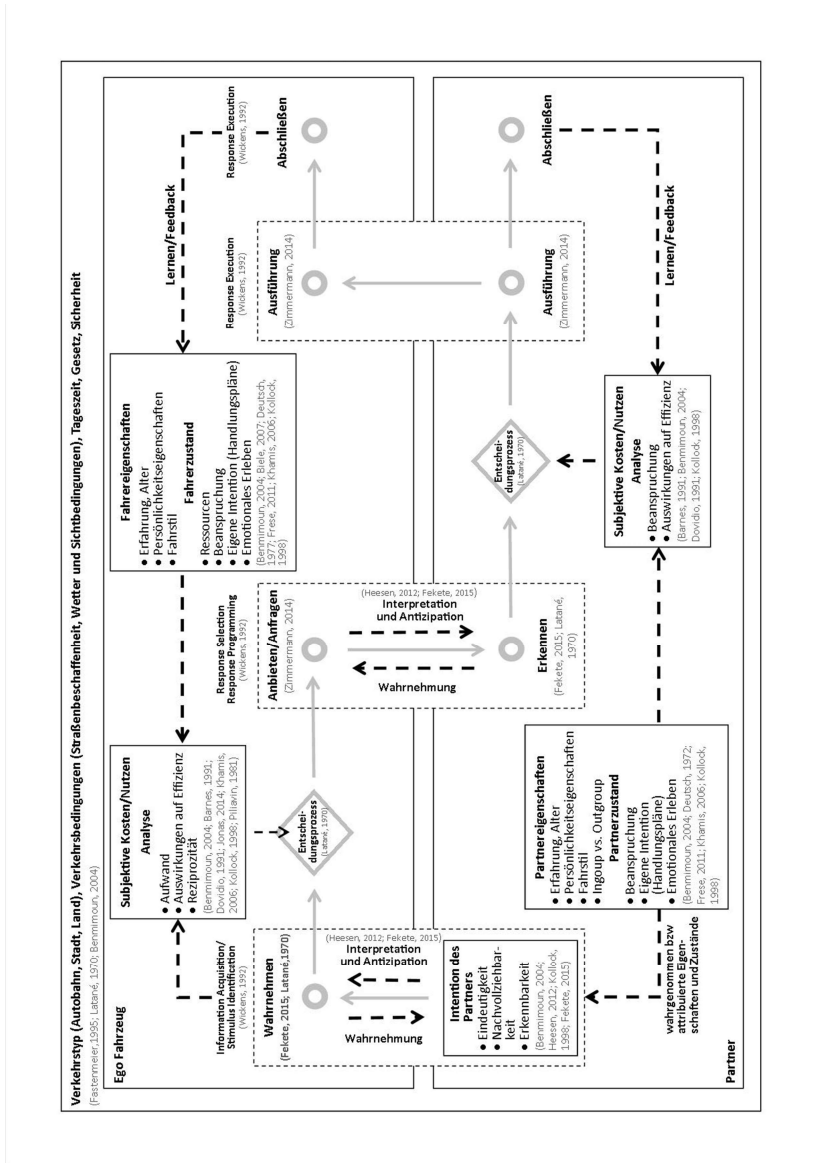 Verkehrstyp (Autobahn, Stadt, Land), Verkehrsbedingungen (Straßenbeschaffenheit, Wetter und Sichtbedingungen), Tageszeit, Gesetz, Sicherheit
(Fastenmeier,1995; Latané, 1970; Benmimoun, 2004)
Ego Fahrzeug
Information Acquisition/
Stimulus Identification
(Wickens, 1992)
Subjektive Kosten/Nutzen
Analyse
● Aufwand
● Auswirkungen auf Effizienz
● Reziprozität
(Benmimoun, 2004; Barnes, 1991;
Dovidio, 1991; Jonas, 2014; Khamis,
2006; Kollock, 1998; Piliavin, 1981)
Response Selection
Response Programming
(Wickens, 1992)
Fahrereigenschaften
● Erfahrung, Alter
● Persönlichkeitseigenschaften
● Fahrstil
Fahrerzustand
● Ressourcen
● Beanspruchung
● Eigene Intention (Handlungspläne)
● Emotionales Erleben
(Benmimoun, 2004; Biele, 2007; Deutsch,
1977; Frese, 2011; Khamis, 2006; Kollock,
1998)
Lernen/Feedback
Response Execution
(Wickens, 1992)
Response Execution
(Wickens, 1992)
Wahrnehmen
(Fekete, 2015; Latané,1970)
Entschei-
dungsprozess
(Latané, 1970)
Anbieten/Anfragen
(Zimmermann, 2014)
Ausführung
(Zimmermann, 2014)
Abschließen
Wahrnehmung
(Heesen, 2012; Fekete, 2015)
Interpretation
und Antizipation
(Heesen, 2012; Fekete, 2015)
Interpretation
und Antizipation
Wahrnehmung
Intention des
Partners
● Eindeutigkeit
● Nachvollziehbar-
keit
● Erkennbarkeit
(Benmimoun, 2004;
Heesen, 2012; Kollock,
1998; Fekete, 2015)
Erkennen
(Fekete, 2015; Latané,
1970)
Entschei-
dungsprozess
(Latané, 1970)
Ausführung
(Zimmermann, 2014)
Abschließen
Partnereigenschaften
● Erfahrung, Alter
● Persönlichkeitseigenschaften
● Fahrstil
● Ingoup vs. Outgroup
Partnerzustand
● Beanspruchung
● Eigene Intention
(Handlungspläne)
● Emotionales Erleben
(Benmimoun, 2004; Deutsch, 1972;
Frese, 2011; Khamis, 2006; Kollock,
1998)
Subjektive Kosten/Nutzen
Analyse
● Beanspruchung
● Auswirkungen auf Effizienz
(Barnes, 1991; Benmimoun, 2004;
Dovidio, 1991; Kollock, 1998)
Lernen/Feedback
wahrgenommen bzw
attribuierte Eigen-
schaften und Zustände
Partner